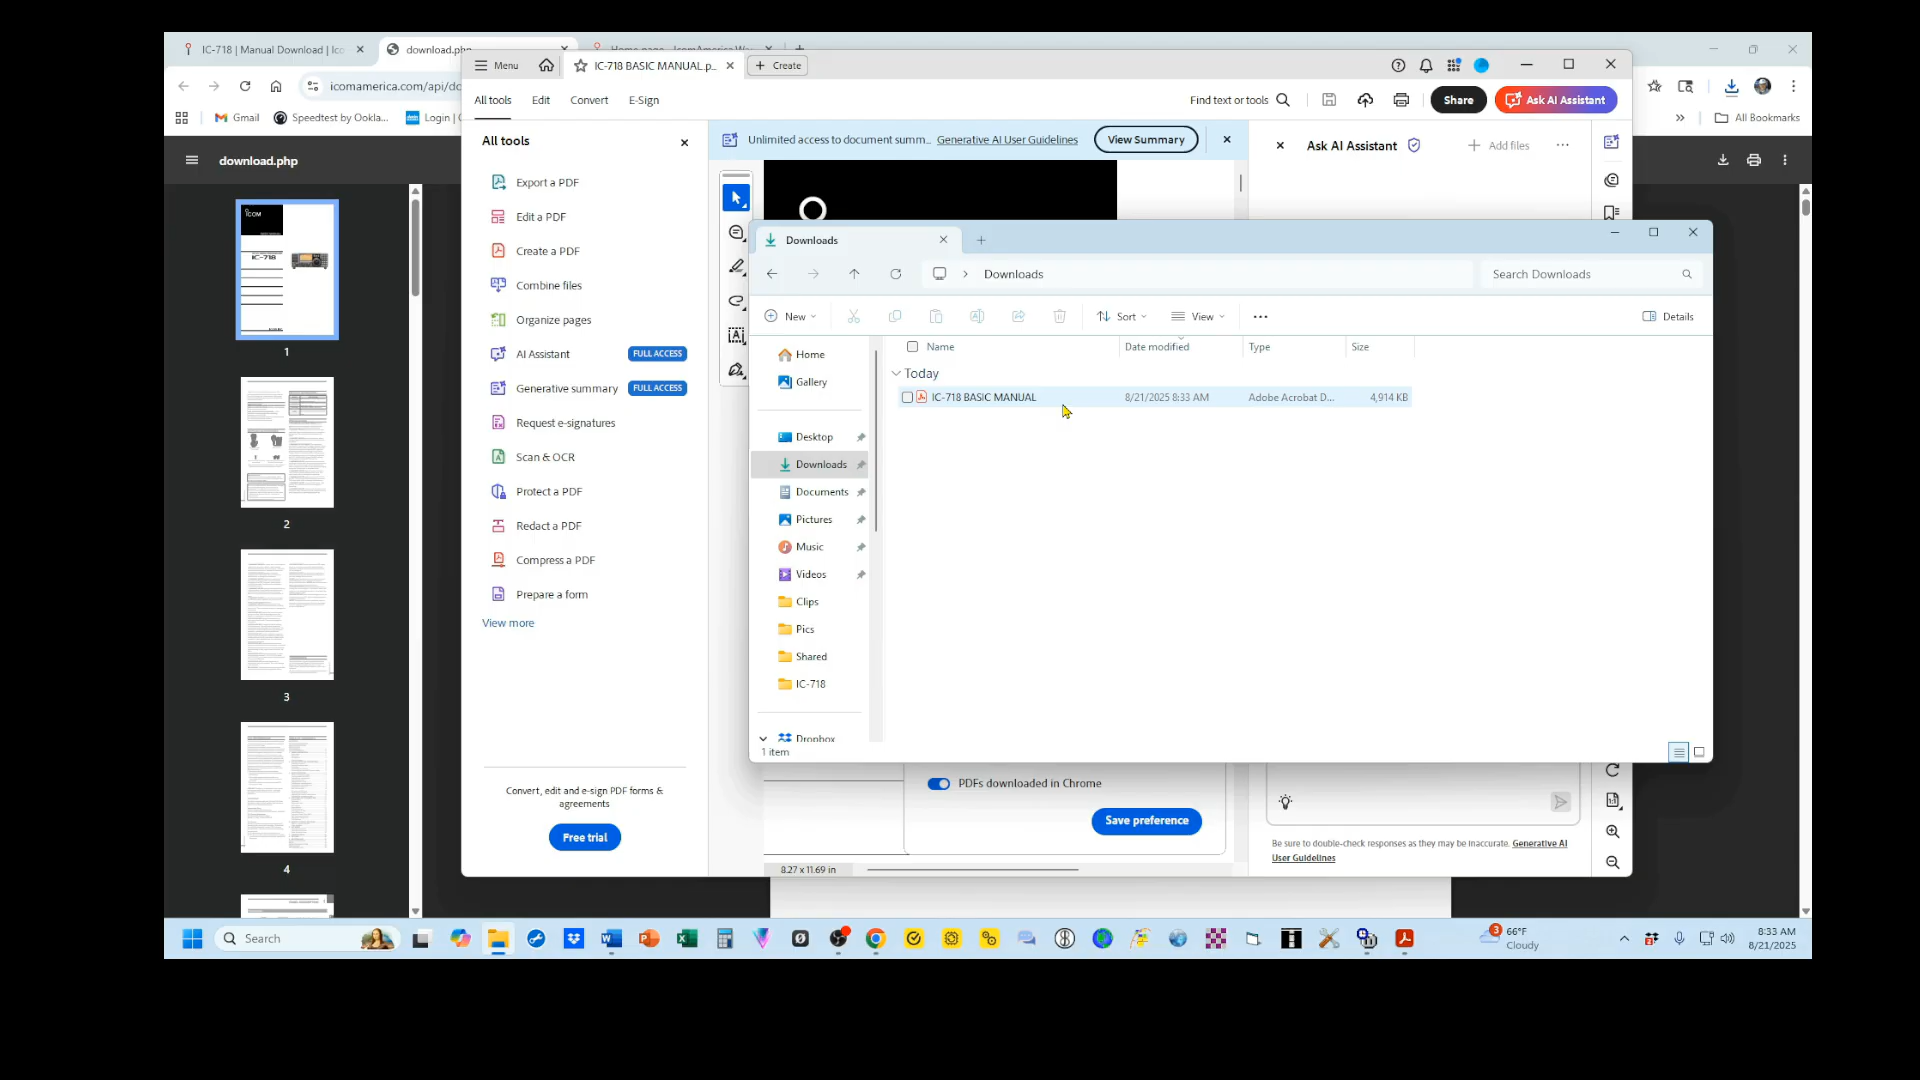 IC-718 | Manual Download | Ico
download.php
Home page - IcomAmerica We
icomamerica.com/api/do
Gmail
Speedtest by Ookla...
Login | C
All Bookmarks
download.php
ICOM
IC-718
1
2
3
4
Menu
IC-718 BASIC MANUAL.p...
Create
All tools
Edit
Convert
E-Sign
Find text or tools
Share
Ask AI Assistant
All tools
Export a PDF
Edit a PDF
Create a PDF
Combine files
Organize pages
AI Assistant
FULL ACCESS
Generative summary
FULL ACCESS
Request e-signatures
Scan & OCR
Protect a PDF
Redact a PDF
Compress a PDF
Prepare a form
View more
Convert, edit and e-sign PDF forms &
agreements
Free trial
Unlimited access to document summ...
Generative AI User Guidelines
View Summary
Ask AI Assistant
Add files
Downloads
Downloads
Search Downloads
New
Sort
View
Details
Home
Gallery
Desktop
Downloads
Documents
Pictures
Music
Videos
Clips
Pics
Shared
IC-718
Dropbox
Name
Date modified
Type
Size
Today
IC-718 BASIC MANUAL
8/21/2025 8:33 AM
Adobe Acrobat D...
4,914 KB
1 item
PDFs downloaded in Chrome
Save preference
8.27 x 11.69 in
Be sure to double-check responses as they may be inaccurate. Generative AI
User Guidelines
Search
3
66°F
Cloudy
8:33 AM
8/21/2025